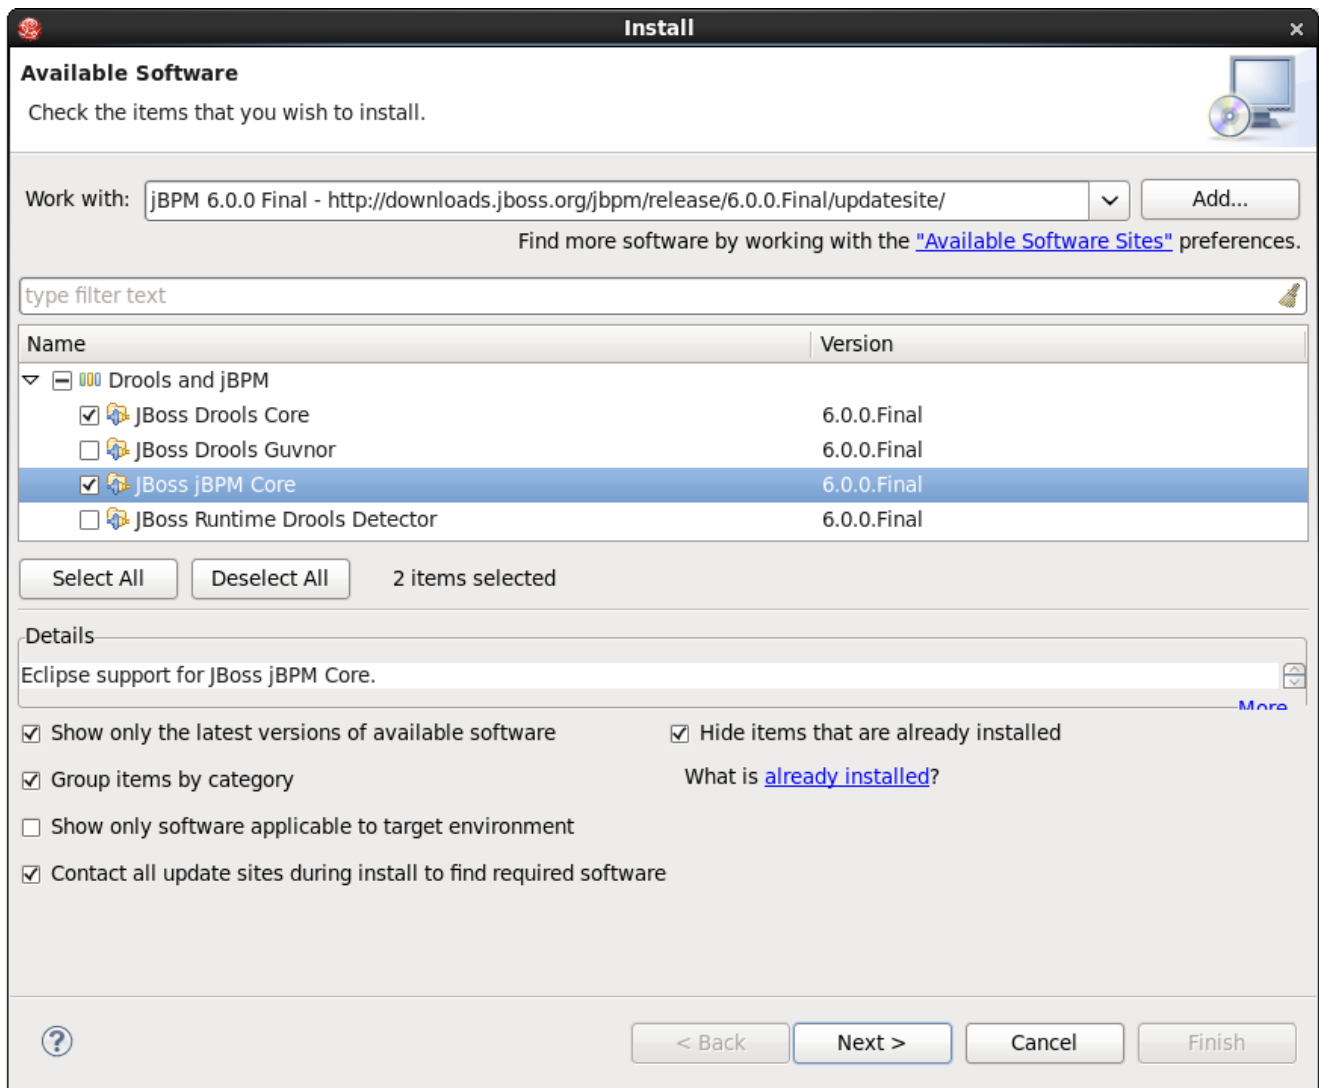 Install
Available Software
Check the items that you wish to install.
Work with: jBPM 6.0.0 Final - http://downloads.jboss.org/jbpm/release/6.0.0.Final/updatesite/ Add...
Find more software by working with the "Available Software Sites" preferences.
type filter text
Name Version
Drools and jBPM
JBoss Drools Core 6.0.0.Final
JBoss Drools Guvnor 6.0.0.Final
JBoss jBPM Core 6.0.0.Final
JBoss Runtime Drools Detector 6.0.0.Final
Select All Deselect All 2 items selected
Details
Eclipse support for JBoss jBPM Core.
More
Show only the latest versions of available software Hide items that are already installed
Group items by category What is already installed?
Show only software applicable to target environment
Contact all update sites during install to find required software
? < Back Next > Cancel Finish